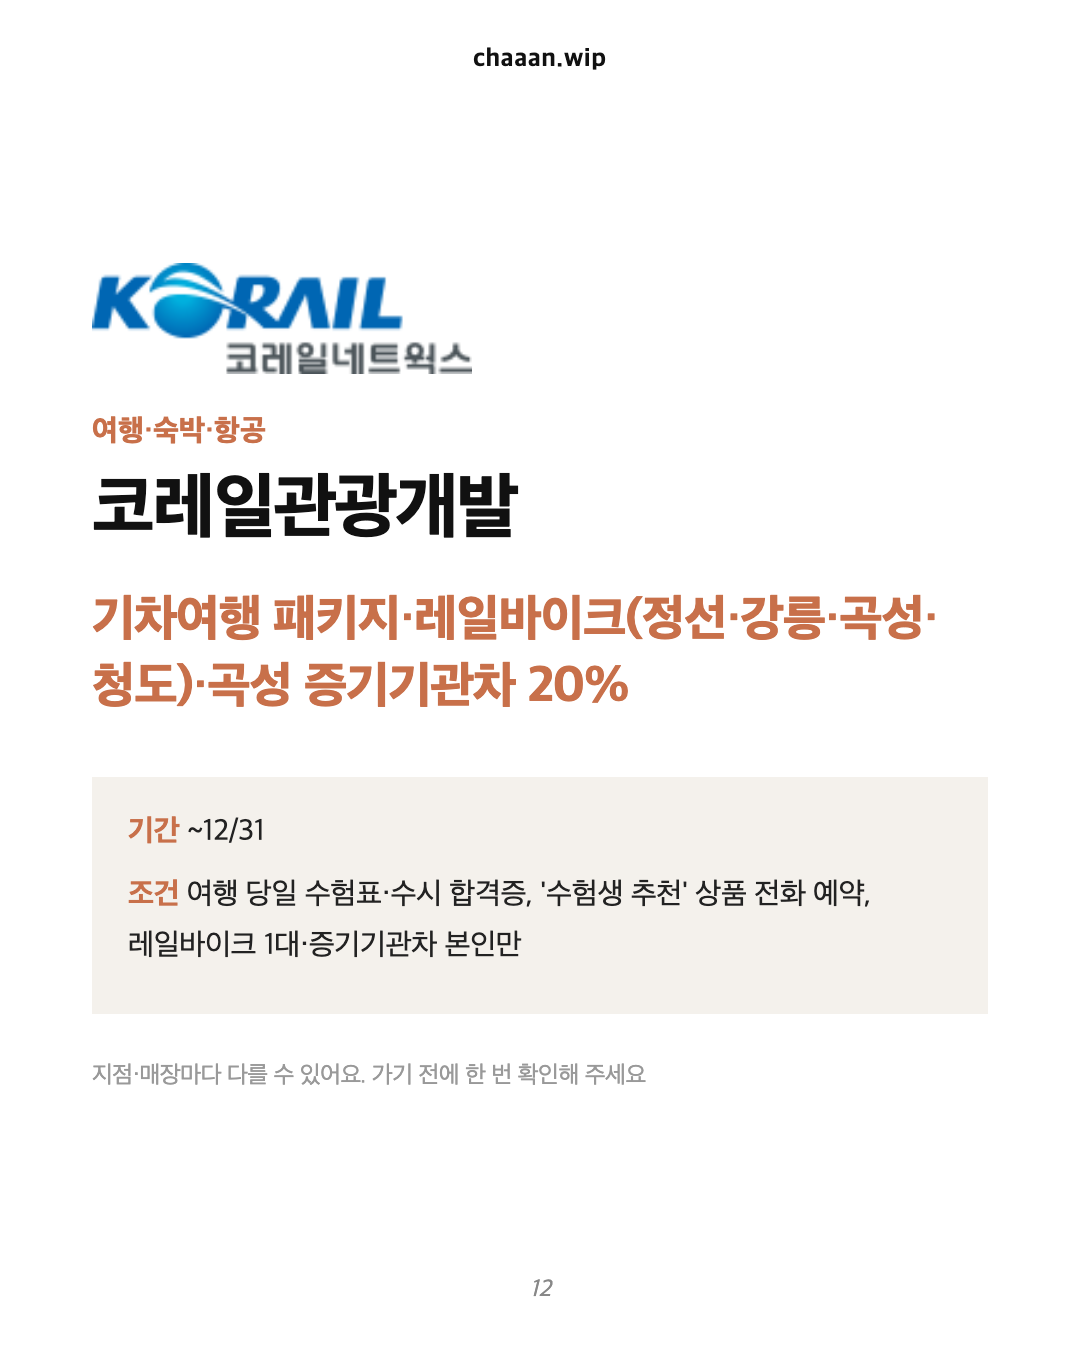 chaaan.wip
KORAIL
코레일네트웍스
여행·숙박·항공
코레일관광개발
기차여행 패키지·레일바이크(정선·강릉·곡성·
청도)·곡성 증기기관차 20%
기간 ~12/31
조건 여행 당일 수험표·수시 합격증, '수험생 추천' 상품 전화 예약,
레일바이크 1대·증기기관차 본인만
지점·매장마다 다를 수 있어요. 가기 전에 한 번 확인해 주세요
12